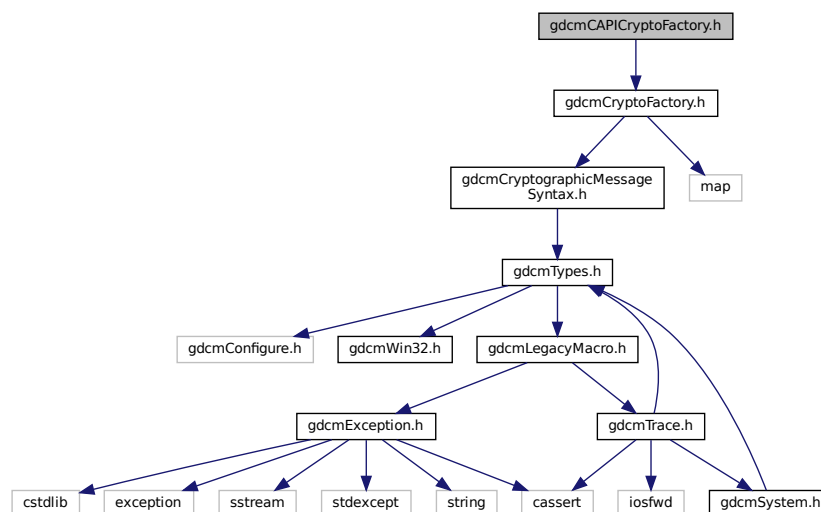 gdcmCAPICryptoFactory.h
gdcmCryptoFactory.h
gdcmCryptographicMessage
Syntax.h
map
gdcmTypes.h
gdcmConfigure.h
gdcmWin32.h
gdcmLegacyMacro.h
gdcmException.h
gdcmTrace.h
cstdlib
exception
sstream
stdexcept
string
cassert
iosfwd
gdcmSystem.h